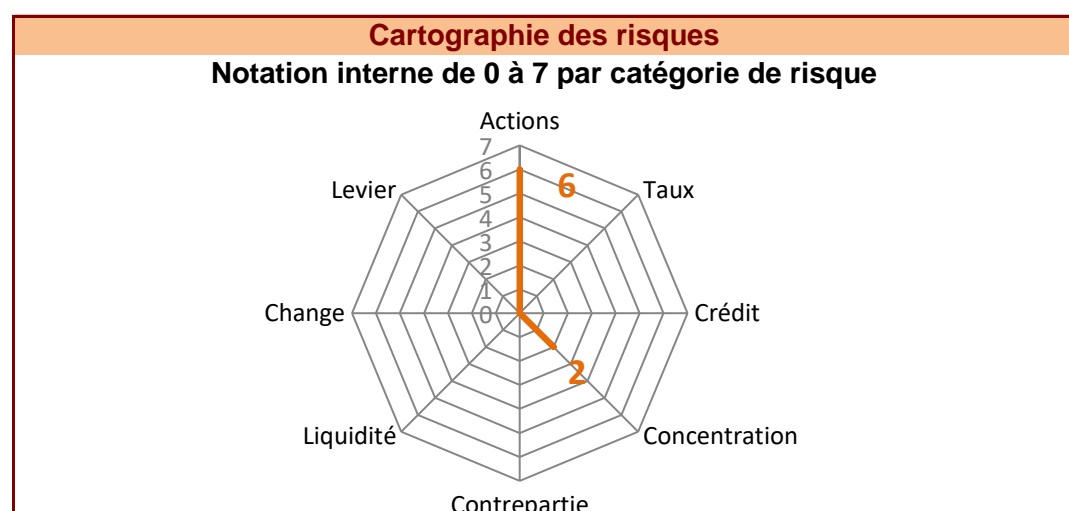 Cartographie des risques
Notation interne de 0 à 7 par catégorie de risque
Actions
7
6
6
Levier
Taux
5
4
3
2
1
Change
0
Crédit
2
Liquidité
Concentration
Contrepartie